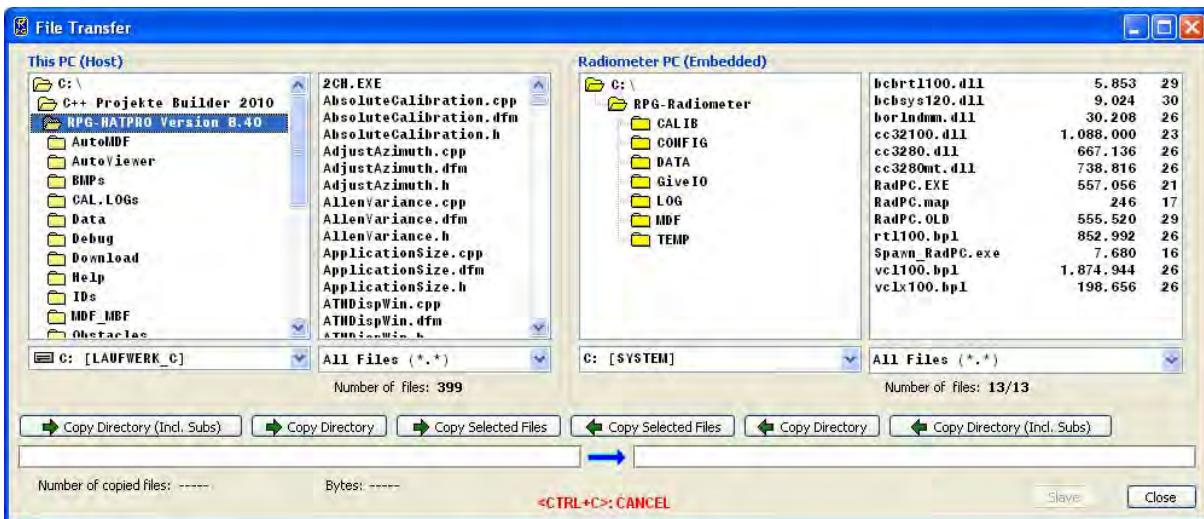 File Transfer
This PC (Host)
C:\
C++ Projekte Builder 2010
RPG-HATPRO Version 8.40
AutoMDF
AutoViewer
BMPs
CAL.LOGs
Data
Debug
Download
Help
IDs
MDF_MBF
Obstacles
2CH.EXE
AbsoluteCalibration.cpp
AbsoluteCalibration.dfm
AbsoluteCalibration.h
AdjustAzimuth.cpp
AdjustAzimuth.dfm
AdjustAzimuth.h
AllenVariance.cpp
AllenVariance.dfm
AllenVariance.h
ApplicationSize.cpp
ApplicationSize.dfm
ApplicationSize.h
ATNDispWin.cpp
ATNDispWin.dfm
ATNDispWin.h
C: [LAUFWERK_C]
All Files (*.*)
Number of files: 399
Radiometer PC (Embedded)
C:\
RPG-Radiometer
CALIB
CONFIG
DATA
GiveIO
LOG
MDF
TEMP
bcbrtl100.dll 5.853 29
bcbsys120.dll 9.024 30
borlndmm.dll 30.208 26
cc32100.dll 1.088.000 23
cc3280.dll 667.136 26
cc3280mt.dll 738.816 26
RadPC.EXE 557.056 21
RadPC.map 246 17
RadPC.OLD 555.520 29
rtl100.bpl 852.992 26
Spawn_RadPC.exe 7.680 16
vcl100.bpl 1.874.944 26
vclx100.bpl 198.656 26
C: [SYSTEM]
All Files (*.*)
Number of files: 13/13
Copy Directory (Incl. Subs) Copy Directory Copy Selected Files Copy Selected Files Copy Directory Copy Directory (Incl. Subs)
Number of copied files: ----- Bytes: -----
<CTRL+C>: CANCEL
Slave Close